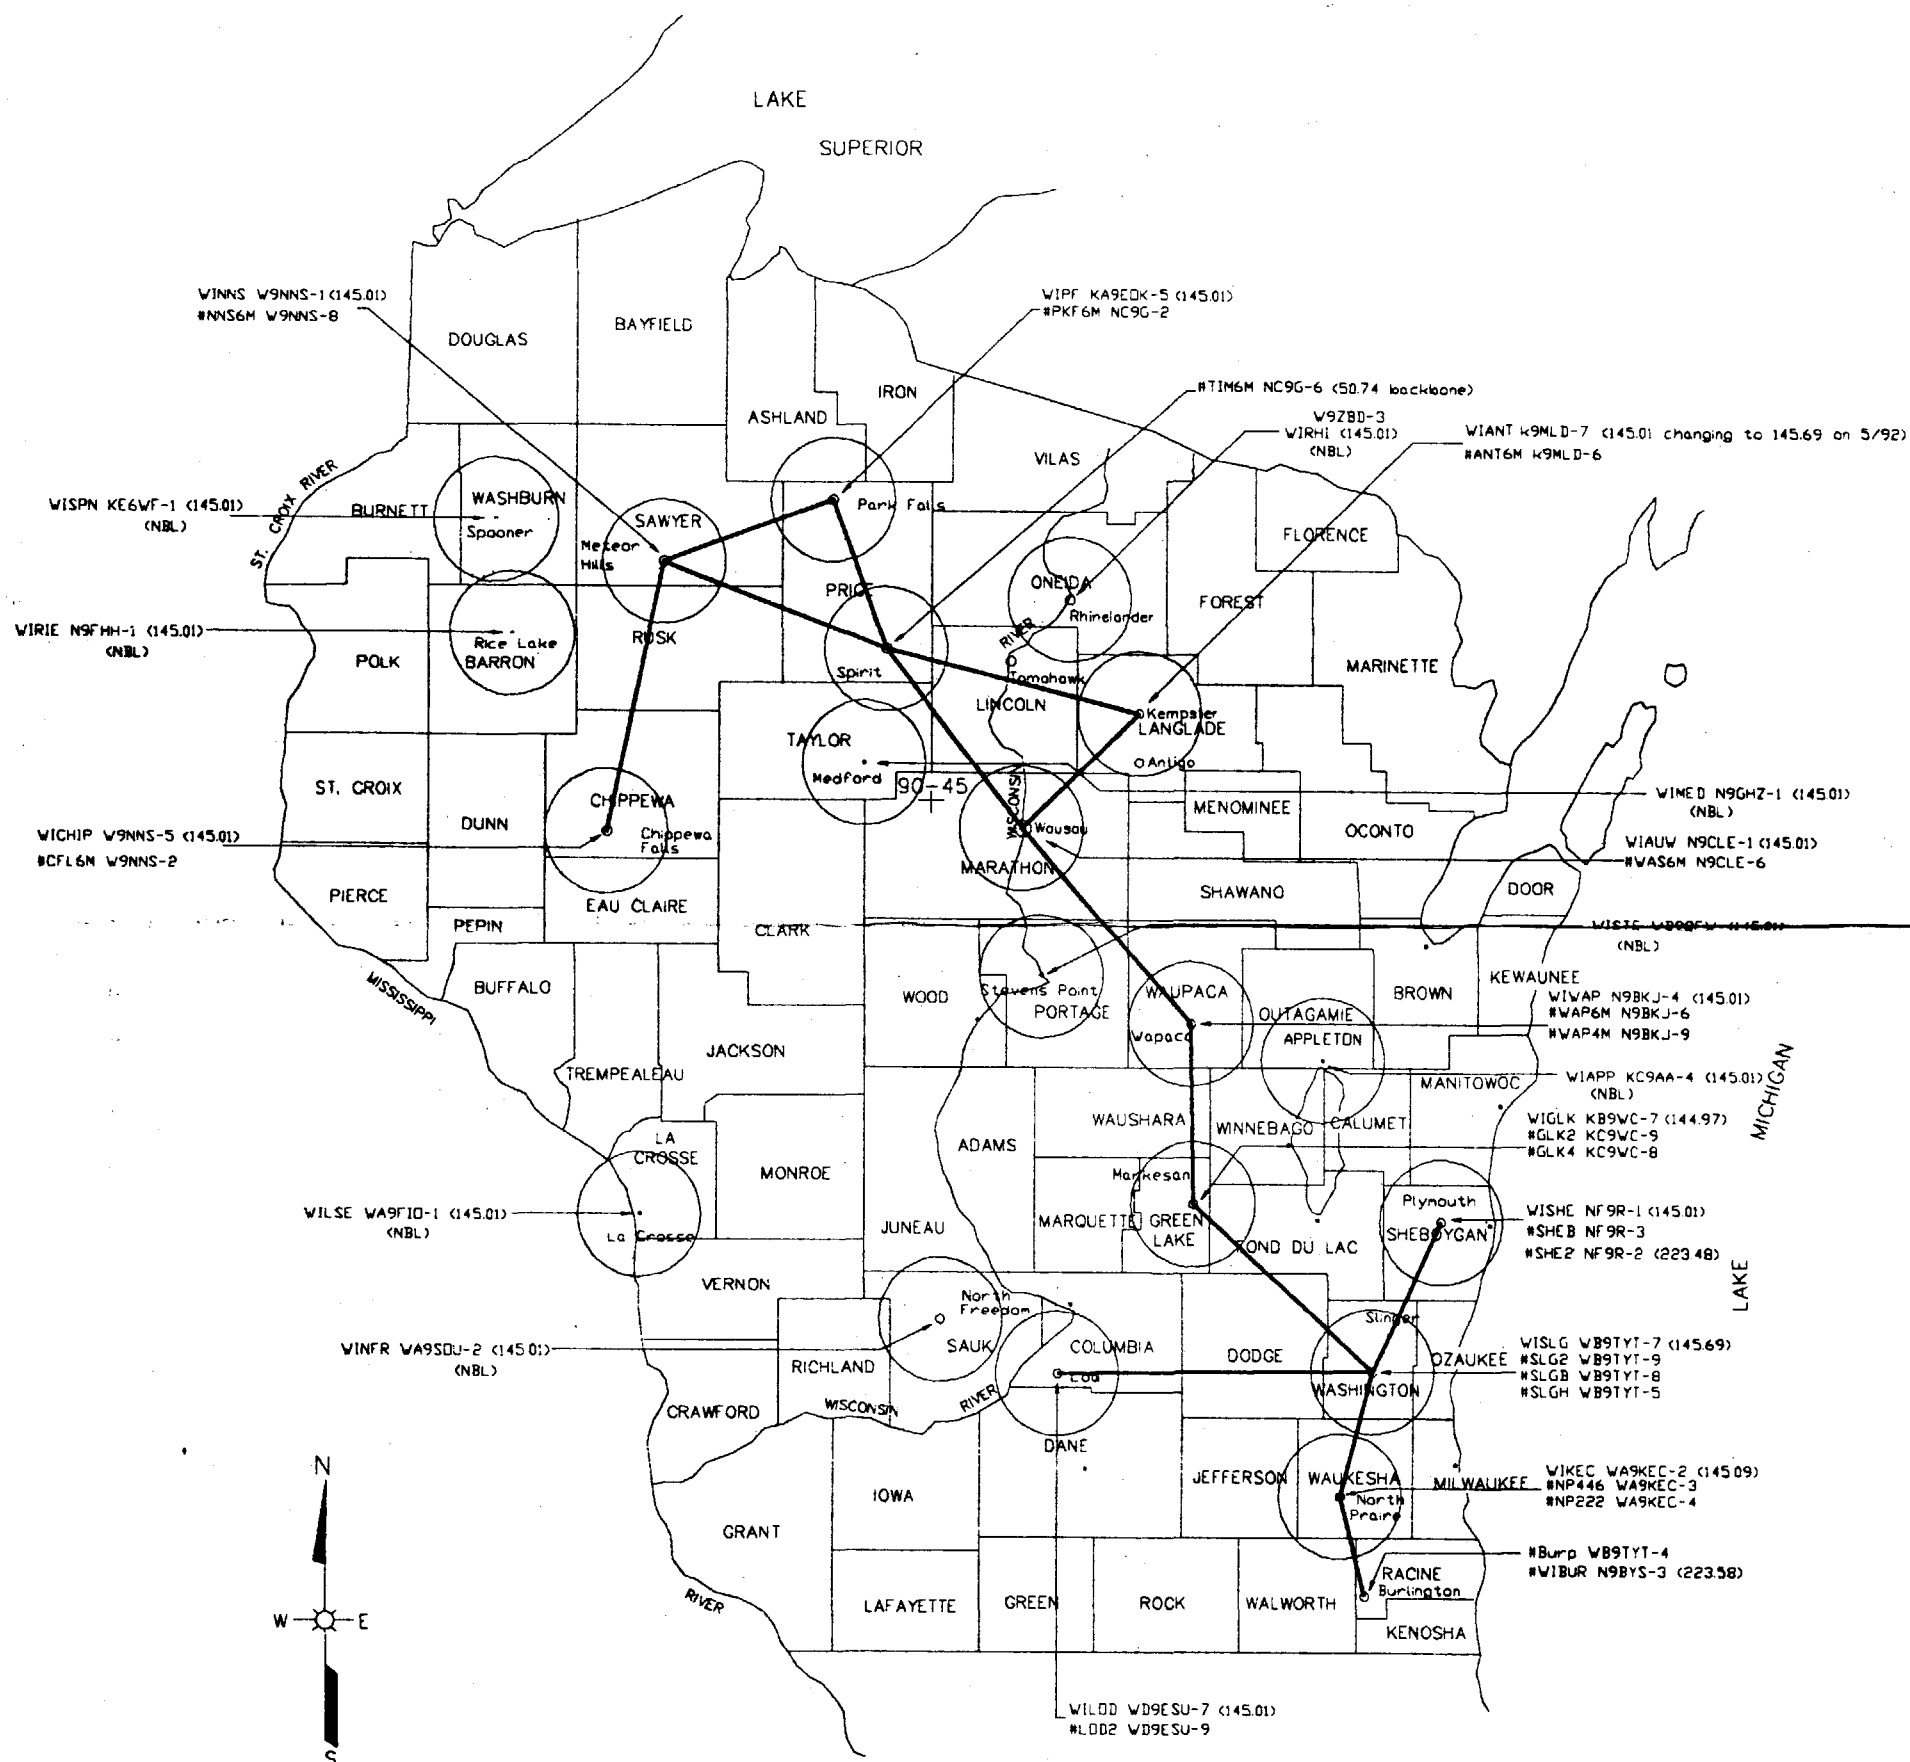 LAKE
SUPERIOR
WINNS W9NNS-1 (145.01)
#NNS6M W9NNS-8
WIPF KA9EOK-5 (145.01)
#PKF6M NC9G-2
DOUGLAS
BAYFIELD
ASHLAND
IRON
#TIM6M NC9G-6 (50.74 backbone)
W9ZBD-3
WIRHI (145.01)
(NBL)
WIANT K9MLD-7 (145.01 changing to 145.69 on 5/92)
#ANT6M K9MLD-6
VILAS
ST. CROIX RIVER
WISPN KE6WF-1 (145.01)
(NBL)
BURNETT
WASHBURN
Spooner
SAWYER
Meteor
Hills
Park Falls
FLORENCE
PRICE
ONEIDA
Rhinelander
FOREST
WIRIE N9FHH-1 (145.01)
(NBL)
POLK
Rice Lake
BARRON
RUSK
RIVER
MARINETTE
Spirit
Tomahawk
LINCOLN
Kempster
LANGLADE
TAYLOR
Medford
Antigo
90-45
WISCONSIN
ST. CROIX
DUNN
CHIPPEWA
Chippewa
Falls
MENOMINEE
OCONTO
WIMED N9GHZ-1 (145.01)
(NBL)
WICHIP W9NNS-5 (145.01)
#CFL6M W9NNS-2
Wausau
MARATHON
WIAUW N9CLE-1 (145.01)
#WAS6M N9CLE-6
PIERCE
PEPIN
EAU CLAIRE
CLARK
SHAWANO
DOOR
(NBL)
MISSISSIPPI
BUFFALO
WOOD
Stevens Point
PORTAGE
WAUPACA
Wapaca
OUTAGAMIE
APPLETON
BROWN
KEWAUNEE
WIWAP N9BKJ-4 (145.01)
#WAP6M N9BKJ-6
#WAP4M N9BKJ-9
JACKSON
TREMPEALEAU
MANITOWOC
WIAPP KC9AA-4 (145.01)
(NBL)
MICHIGAN
WAUSHARA
WINNEBAGO
CALUMET
WIGLK KB9WC-7 (144.97)
#GLK2 KC9WC-9
#GLK4 KC9WC-8
LA
CROSSE
MONROE
ADAMS
Markesan
WILSE WA9FIO-1 (145.01)
(NBL)
La Crosse
JUNEAU
MARQUETTE
GREEN
LAKE
FOND DU LAC
Plymouth
SHEBOYGAN
WISHE NF9R-1 (145.01)
#SHEB NF9R-3
#SHE2 NF9R-2 (223.48)
LAKE
VERNON
North
Freedom
SAUK
Slinger
WINFR WA9SDU-2 (145.01)
(NBL)
RICHLAND
COLUMBIA
DODGE
OZAUKEE
WISLG WB9TYT-7 (145.69)
#SLG2 WB9TYT-9
#SLGB WB9TYT-8
#SLGH WB9TYT-5
Lodi
WASHINGTON
CRAWFORD
WISCONSIN
RIVER
DANE
IOWA
JEFFERSON
WAUKESHA
North
Praire
MILWAUKEE
WIKEC WA9KEC-2 (145.09)
#NP446 WA9KEC-3
#NP222 WA9KEC-4
GRANT
RIVER
LAFAYETTE
GREEN
ROCK
WALWORTH
RACINE
Burlington
KENOSHA
#Burp WB9TYT-4
#WIBUR N9BYS-3 (223.58)
N
W
E
S
WILOD WD9ESU-7 (145.01)
#LOD2 WD9ESU-9